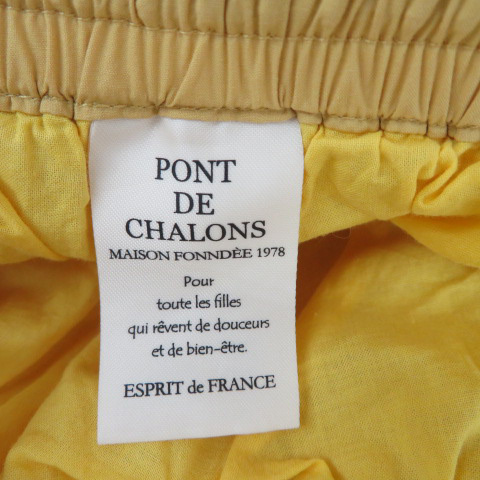 PONT
DE
CHALONS
MAISON FONNDÈE 1978
Pour
toute les filles
qui rêvent de douceurs
et de bien-être.
ESPRIT de FRANCE